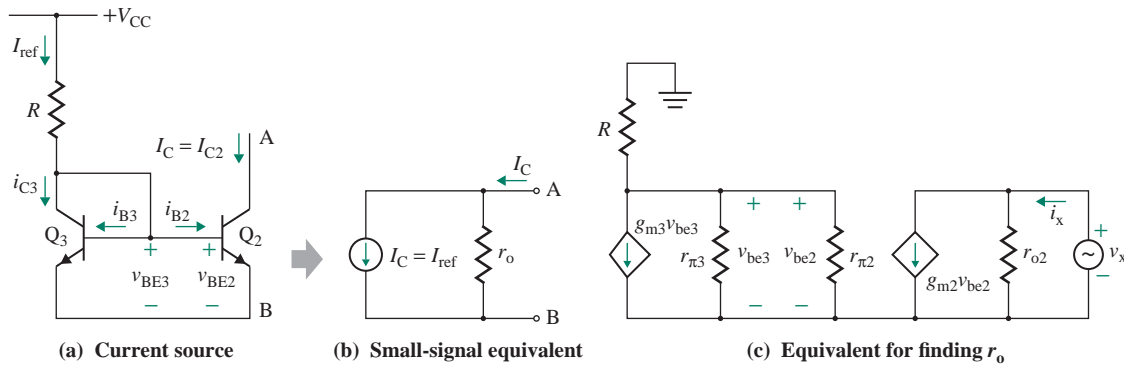 +V_CC
I_ref
R
I_C = I_C2
A
i_C3
i_B3
i_B2
Q_3
Q_2
+
+
v_BE3
v_BE2
−
−
B
(a) Current source
I_C
A
I_C = I_ref
r_o
B
(b) Small-signal equivalent
R
g_m3v_be3
+
+
r_π3
v_be3
v_be2
r_π2
−
−
g_m2v_be2
i_x
r_o2
+
~
v_x
−
(c) Equivalent for finding r_o